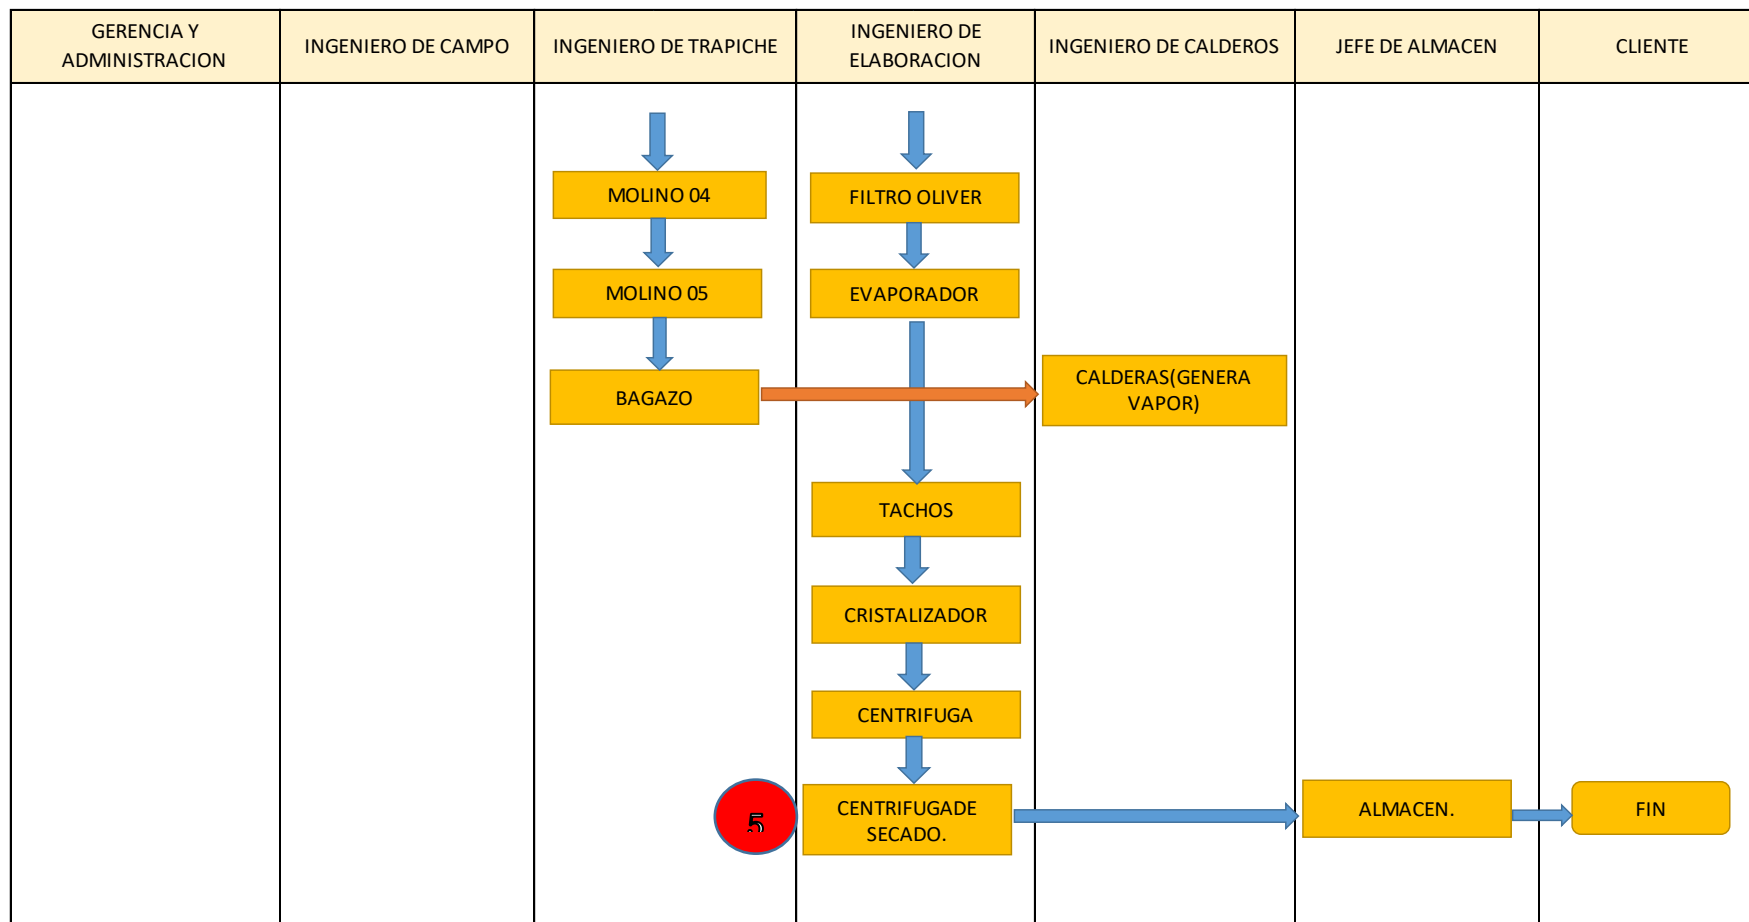 GERENCIA Y
ADMINISTRACION
INGENIERO DE CAMPO
INGENIERO DE TRAPICHE
INGENIERO DE
ELABORACION
INGENIERO DE CALDEROS
JEFE DE ALMACEN
CLIENTE
MOLINO 04
FILTRO OLIVER
MOLINO 05
EVAPORADOR
BAGAZO
CALDERAS(GENERA
VAPOR)
TACHOS
CRISTALIZADOR
CENTRIFUGA
5
CENTRIFUGADE
SECADO.
ALMACEN.
FIN